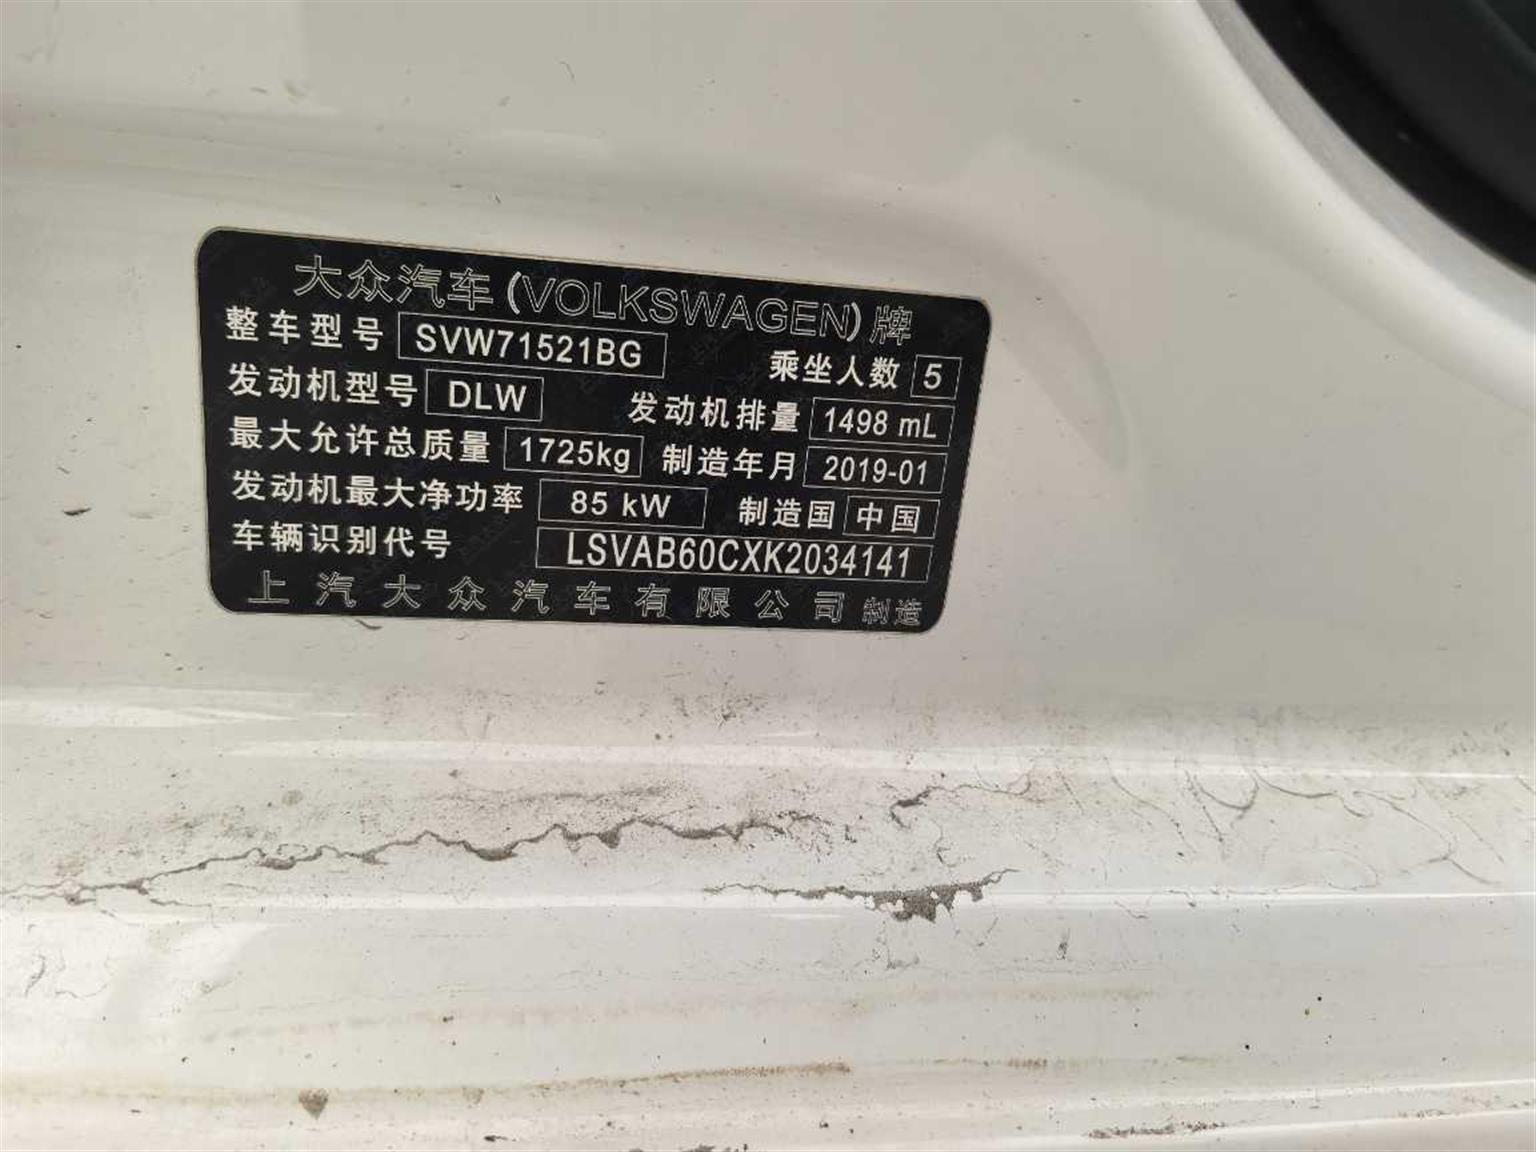 大众汽车(VOLKSWAGEN)牌
整车型号 SVW71521BG 乘坐人数 5
发动机型号 DLW 发动机排量 1498 mL
最大允许总质量 1725kg 制造年月 2019-01
发动机最大净功率 85 kW 制造国 中国
车辆识别代号 LSVAB60CXK2034141
上汽大众汽车有限公司 制造